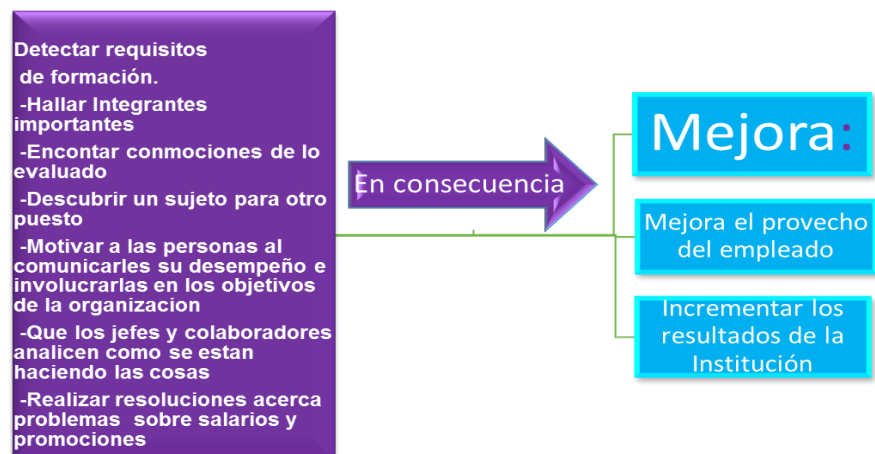 Detectar requisitos
de formación.
-Hallar Integrantes
importantes
-Encontar conmociones de lo
evaluado
-Descubrir un sujeto para otro
puesto
-Motivar a las personas al
comunicarles su desempeño e
involucrarlas en los objetivos
de la organizacion
-Que los jefes y colaboradores
analicen como se estan
haciendo las cosas
-Realizar resoluciones acerca
problemas sobre salarios y
promociones
En consecuencia
Mejora:
Mejora el provecho
del empleado
Incrementar los
resultados de la
Institución